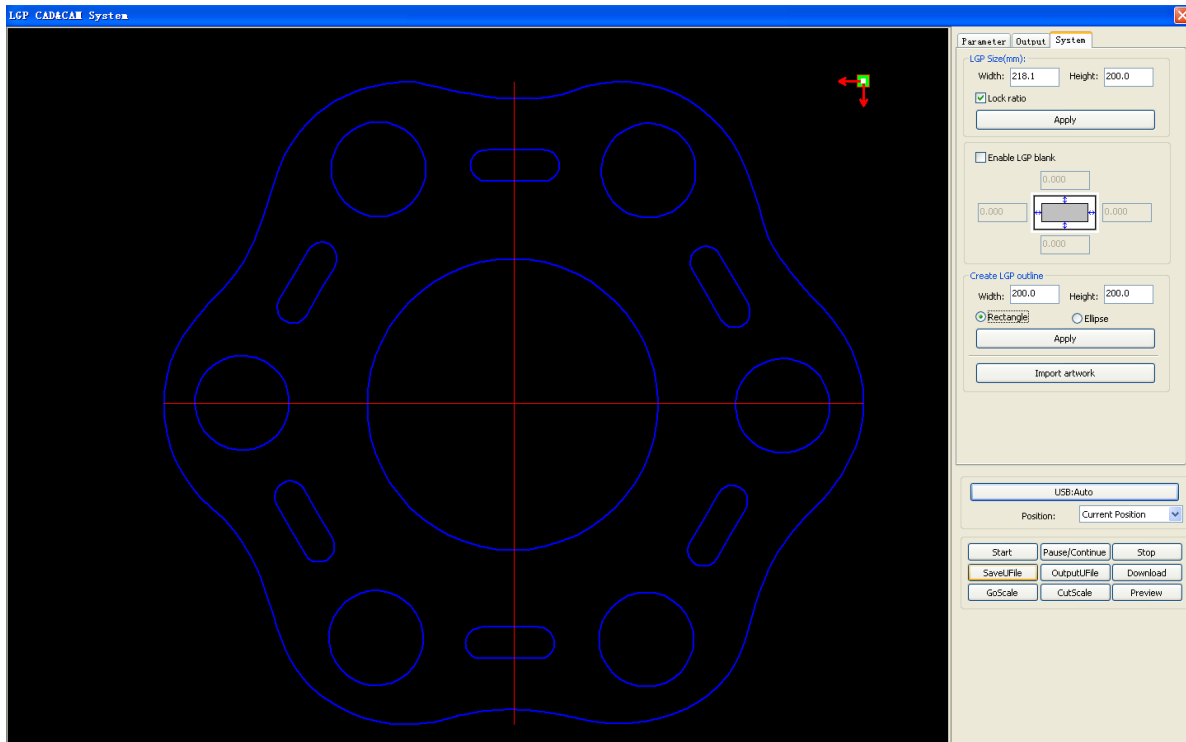 LGP CAD&CAM System
Parameter Output System
LGP Size(mm):
Width: 218.1 Height: 200.0
Lock ratio
Apply
Enable LGP blank
0.000
0.000 0.000
0.000
Create LGP outline
Width: 200.0 Height: 200.0
Rectangle Ellipse
Apply
Import artwork
USB:Auto
Position: Current Position
Start Pause/Continue Stop
SaveUFile OutputUFile Download
GoScale CutScale Preview